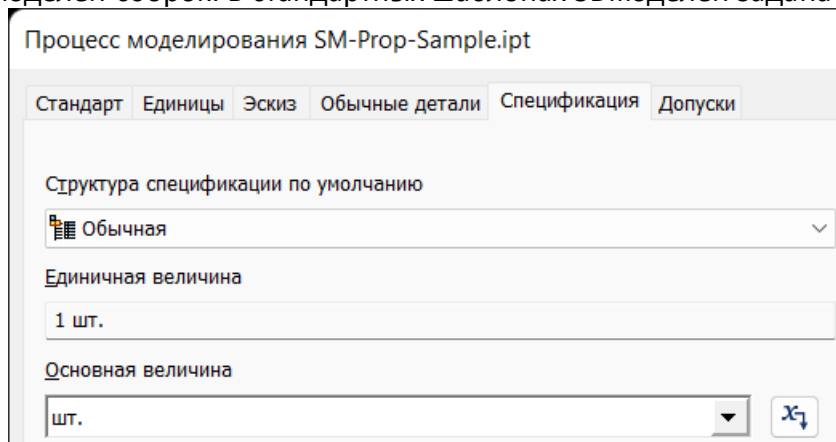 Процесс моделирования SM-Prop-Sample.ipt
Стандарт Единицы Эскиз Обычные детали Спецификация Допуски
Структура спецификации по умолчанию
Обычная
Единичная величина
1 шт.
Основная величина
шт.